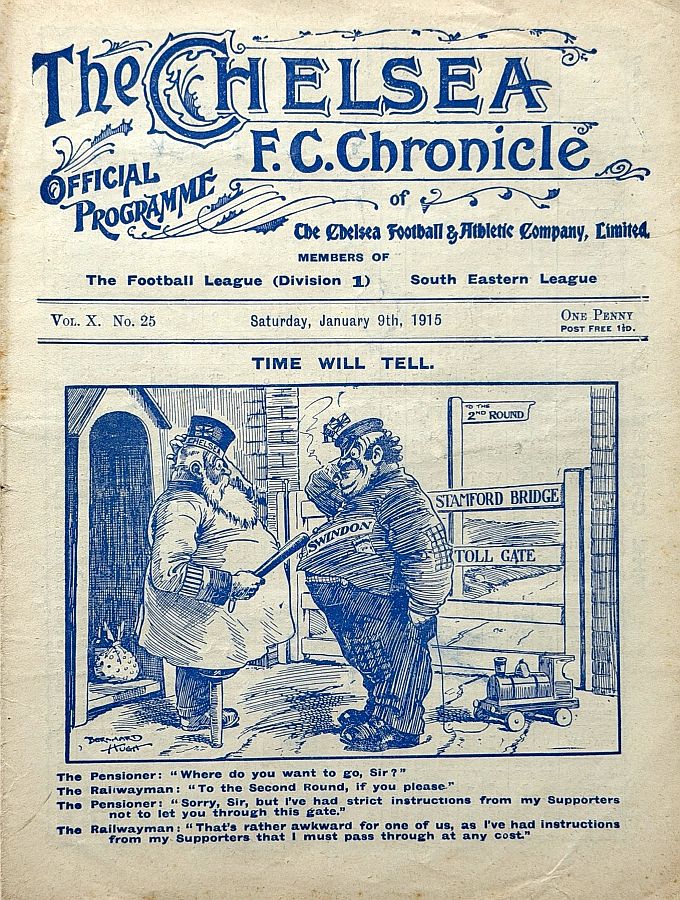 The CHELSEA
F.C. Chronicle
OFFICIAL
PROGRAMME
of
The Chelsea Football & Athletic Company, Limited.
MEMBERS OF
The Football League (Division 1) South Eastern League
VOL. X. No. 25 Saturday, January 9th, 1915 ONE PENNY
POST FREE 1½D.
TIME WILL TELL.
TO THE
2ND ROUND
CHELSEA
STAMFORD BRIDGE
SWINDON
TOLL GATE
BERNARD
HUGH
The Pensioner: "Where do you want to go, Sir?"
The Railwayman: "To the Second Round, if you please."
The Pensioner: "Sorry, Sir, but I've had strict instructions from my Supporters
not to let you through this gate."
The Railwayman: "That's rather awkward for one of us, as I've had instructions
from my Supporters that I must pass through at any cost."